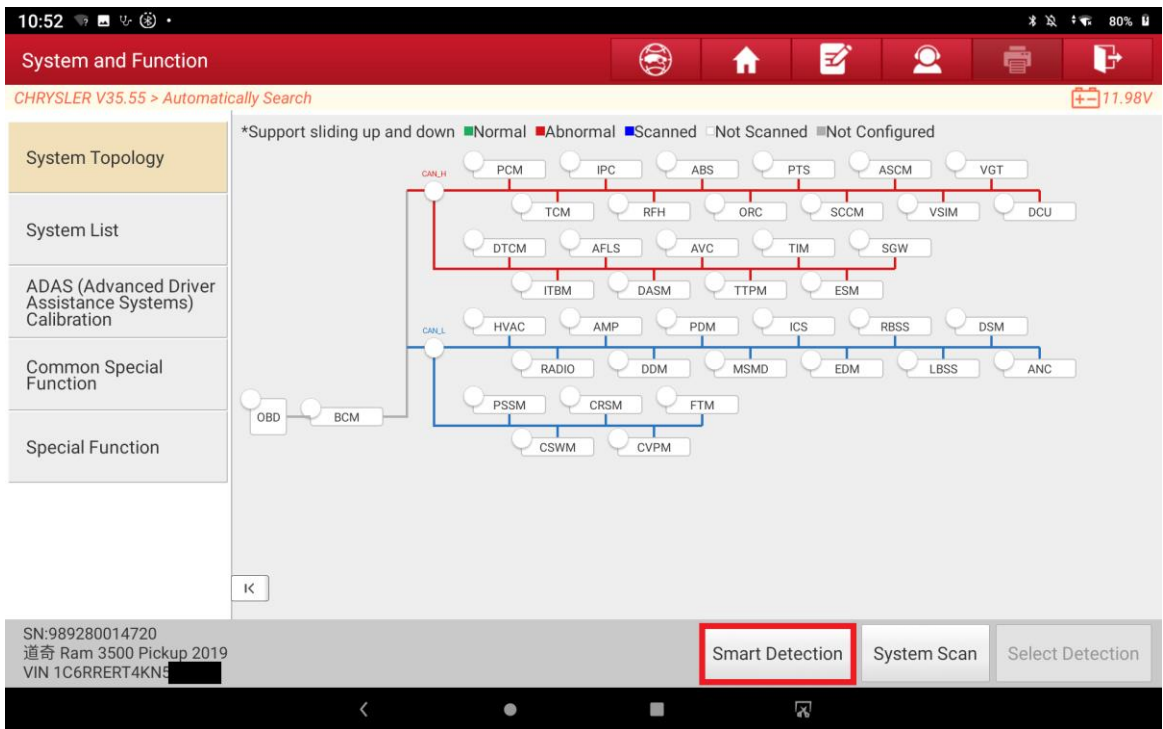 10:52
80%
System and Function
CHRYSLER V35.55 > Automatically Search
11.98V
System Topology
System List
ADAS (Advanced Driver
Assistance Systems)
Calibration
Common Special
Function
Special Function
*Support sliding up and down Normal Abnormal Scanned Not Scanned Not Configured
CAN_H
PCM IPC ABS PTS ASCM VGT
TCM RFH ORC SCCM VSIM DCU
DTCM AFLS AVC TIM SGW
ITBM DASM TTPM ESM
CAN_L
HVAC AMP PDM ICS RBSS DSM
RADIO DDM MSMD EDM LBSS ANC
OBD BCM
PSSM CRSM FTM
CSWM CVPM
SN:989280014720
道奇 Ram 3500 Pickup 2019
VIN 1C6RRERT4KN5
Smart Detection System Scan Select Detection